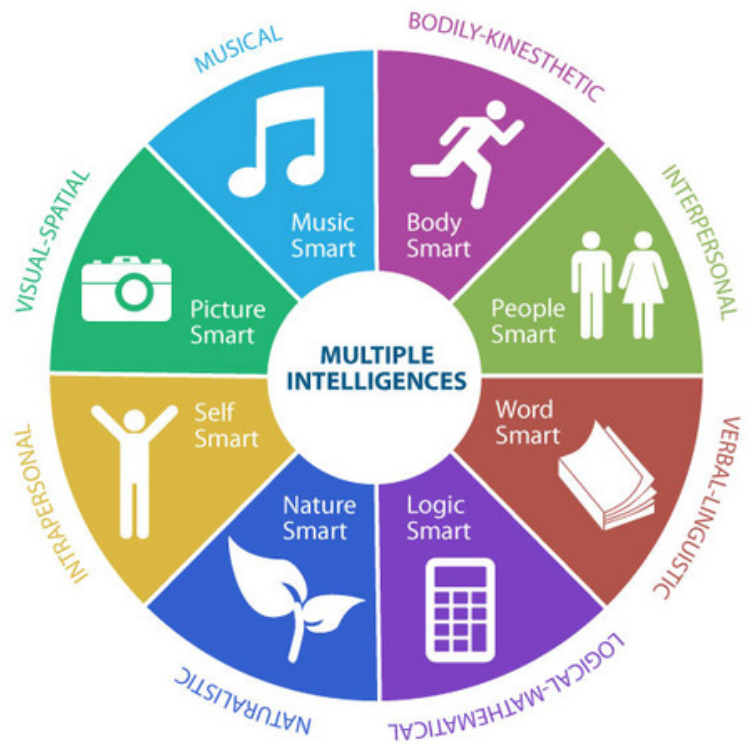 MUSICAL
BODILY-KINESTHETIC
VISUAL-SPATIAL
INTERPERSONAL
Music
Smart
Body
Smart
Picture
Smart
People
Smart
MULTIPLE
INTELLIGENCES
Self
Smart
Word
Smart
Nature
Smart
Logic
Smart
INTRAPERSONAL
VERBAL-LINGUISTIC
NATURALISTIC
LOGICAL-MATHEMATICAL